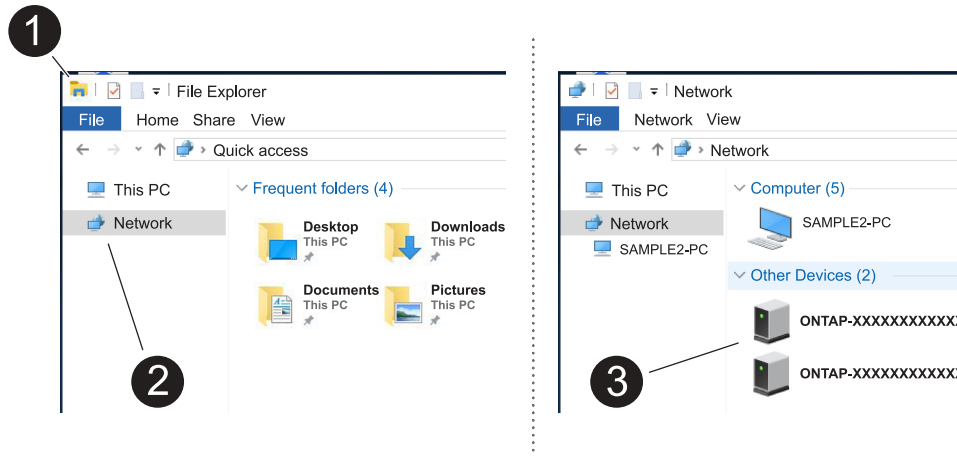 1
File Explorer
File Home Share View
Quick access
This PC
Network
Frequent folders (4)
Desktop
This PC
Downloads
This PC
Documents
This PC
Pictures
This PC
2
Network
File Network View
Network
This PC
Network
SAMPLE2-PC
Computer (5)
SAMPLE2-PC
Other Devices (2)
ONTAP-XXXXXXXXXXX
ONTAP-XXXXXXXXXXX
3